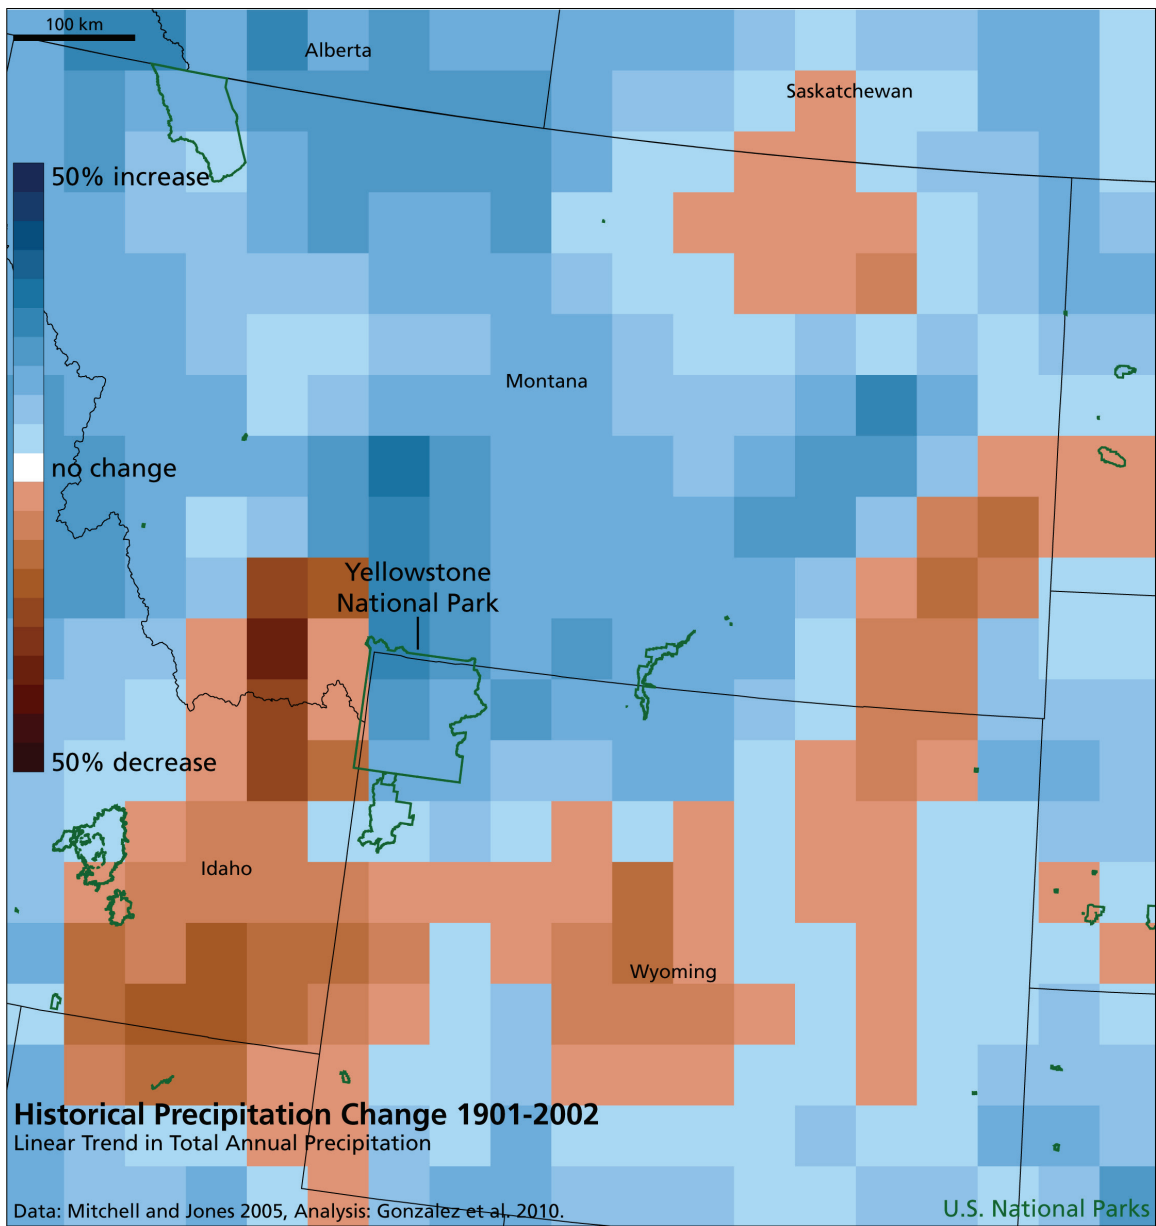 100 km
Alberta
Saskatchewan
50% increase
Montana
no change
Yellowstone
National Park
50% decrease
Idaho
Wyoming
Historical Precipitation Change 1901-2002
Linear Trend in Total Annual Precipitation
Data: Mitchell and Jones 2005, Analysis: Gonzalez et al. 2010.
U.S. National Parks